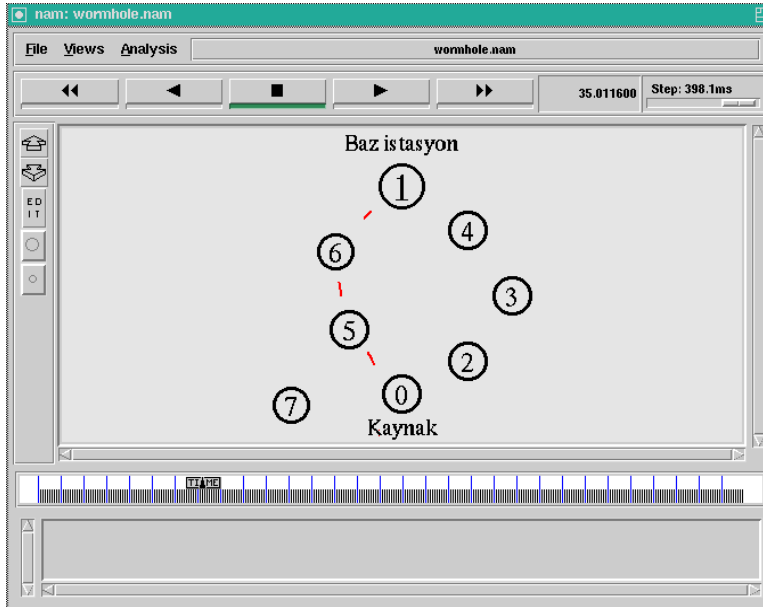 nam: wormhole.nam
File Views Analysis wormhole.nam
35.011600 Step: 398.1ms
Baz istasyon
1
4
6
3
5
2
0
7
Kaynak
ED
IT
TIME